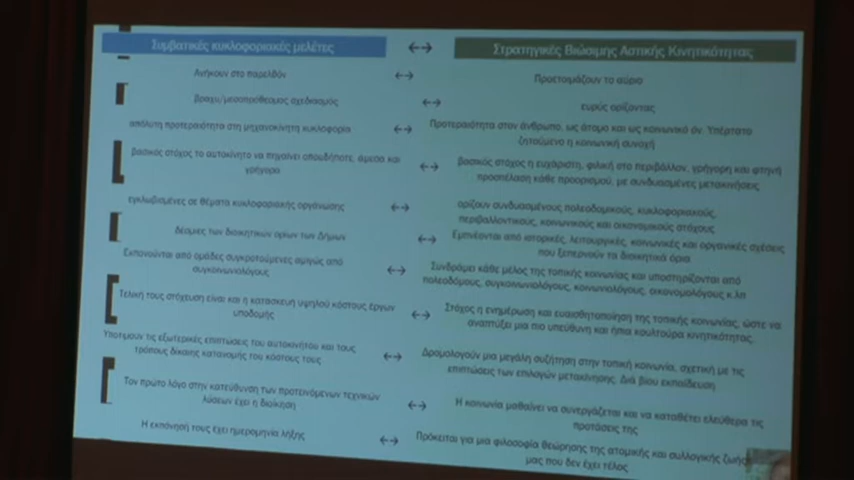 Συμβατικές κυκλοφοριακές μελέτες ↔ Στρατηγικές Βιώσιμης Αστικής Κινητικότητας
Ανήκουν στο παρελθόν ↔ Προετοιμάζουν το αύριο
βραχυ/μεσοπρόθεσμος σχεδιασμός ↔ ευρύς ορίζοντας
απόλυτη προτεραιότητα στη μηχανοκίνητη κυκλοφορία ↔ Προτεραιότητα στον άνθρωπο, ως άτομο και ως κοινωνικό όν. Υπέρτατο
ζητούμενο η κοινωνική συνοχή
βασικός στόχος το αυτοκίνητο να πηγαίνει οπουδήποτε, άμεσα και
γρήγορα
↔ βασικός στόχος η ευχάριστη, φιλική στο περιβάλλον, γρήγορη και φτηνή
προσπέλαση κάθε προορισμού, με συνδυασμένες μετακινήσεις
εγκλωβισμένες σε θέματα κυκλοφοριακής οργάνωσης ↔ ορίζουν συνδυασμένους πολεοδομικούς, κυκλοφοριακούς,
περιβαλλοντικούς, κοινωνικούς και οικονομικούς στόχους
Δέσμιες των διοικητικών ορίων των Δήμων ↔ Εμπνέονται από ιστορικές, λειτουργικές, κοινωνικές και οργανικές σχέσεις
που ξεπερνούν τα διοικητικά όρια
Εκπονούνται από ομάδες συγκροτούμενες αμιγώς από
συγκοινωνιολόγους
↔ Συνδράμει κάθε μέλος της τοπικής κοινωνίας και υποστηρίζονται από
πολεοδόμους, συγκοινωνιολόγους, κοινωνιολόγους, οικονομολόγους κ.λπ
Τελική τους στόχευση είναι και η κατασκευή υψηλού κόστους έργων
υποδομής
↔ Στόχος η ενημέρωση και ευαισθητοποίηση της τοπικής κοινωνίας, ώστε να
αναπτύξει μια πιο υπεύθυνη και ήπια κουλτούρα κινητικότητας.
Υποτιμούν τις εξωτερικές επιπτώσεις του αυτοκινήτου και τους
τρόπους δίκαιης κατανομής του κόστους τους
↔ Δρομολογούν μια μεγάλη συζήτηση στην τοπική κοινωνία, σχετική με τις
επιπτώσεις των επιλογών μετακίνησης. Διά βίου εκπαίδευση
Τον πρώτο λόγο στην κατεύθυνση των προτεινόμενων τεχνικών
λύσεων έχει η διοίκηση
↔ Η κοινωνία μαθαίνει να συνεργάζεται και να καταθέτει ελεύθερα τις
προτάσεις της
Η εκπόνησή τους έχει ημερομηνία λήξης ↔ Πρόκειται για μια φιλοσοφία θεώρησης της ατομικής και συλλογικής ζωής
μας που δεν έχει τέλος